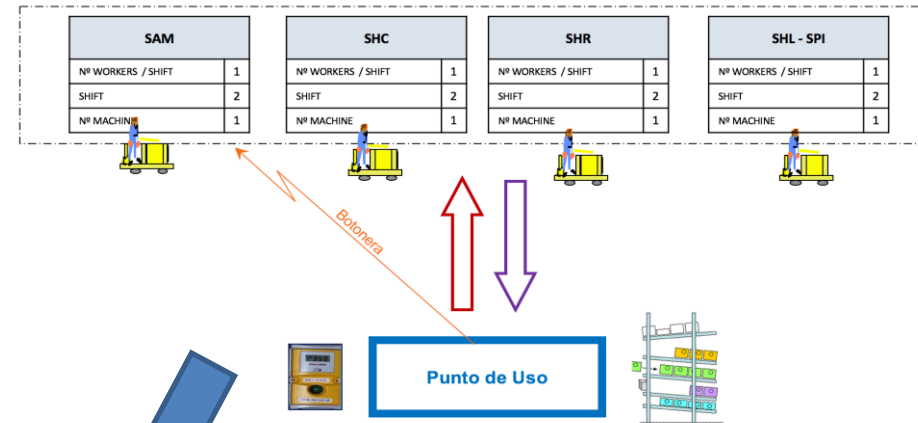 SAM
Nº WORKERS / SHIFT 1
SHIFT 2
Nº MACHINE 1
SHC
Nº WORKERS / SHIFT 1
SHIFT 2
Nº MACHINE 1
SHR
Nº WORKERS / SHIFT 1
SHIFT 2
Nº MACHINE 1
SHL - SPI
Nº WORKERS / SHIFT 1
SHIFT 2
Nº MACHINE 1
Botonera
Punto de Uso